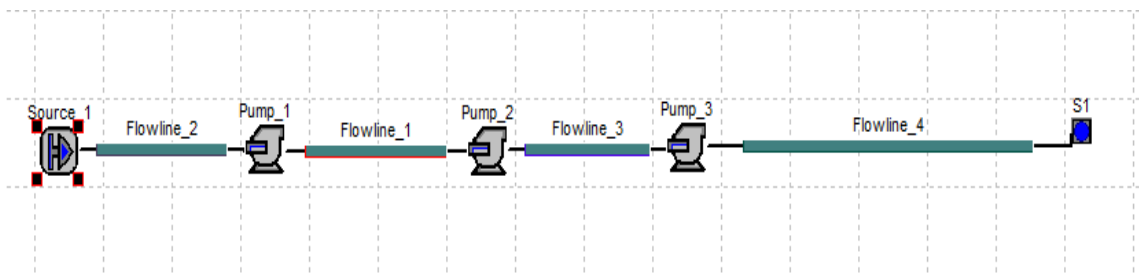 Source_1
Flowline_2
Pump_1
Flowline_1
Pump_2
Flowline_3
Pump_3
Flowline_4
S1